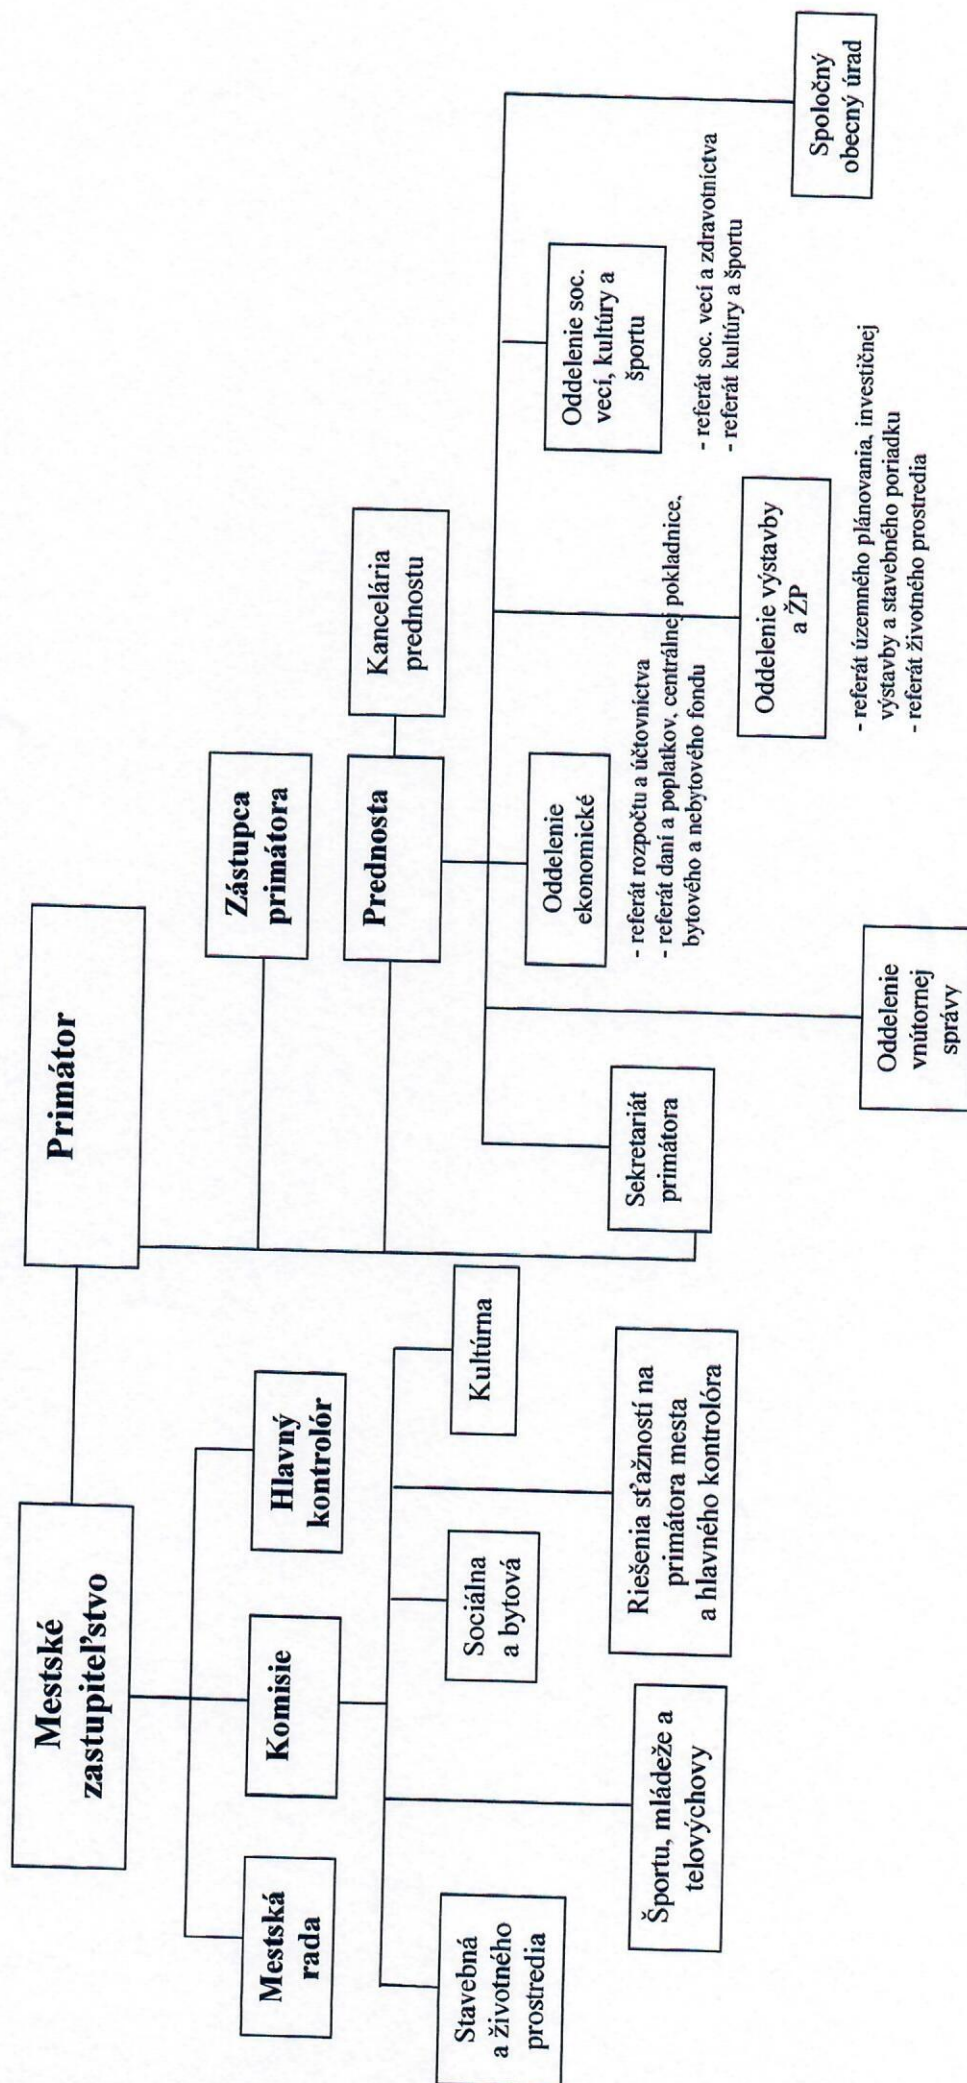 Mestské
zastupiteľstvo
Primátor
Mestská
rada
Komisie
Hlavný
kontrolór
Zástupca
primátora
Prednosta
Kancelária
prednostu
Stavebná
a životného
prostredia
Sociálna
a bytová
Kultúrna
Športu, mládeže a
telovýchovy
Riešenia sťažností na
primátora mesta
a hlavného kontrolóra
Sekretariát
primátora
Oddelenie
ekonomické
- referát rozpočtu a účtovníctva
- referát daní a poplatkov, centrálnej pokladnice,
bytového a nebytového fondu
Oddelenie soc.
vecí, kultúry a
športu
- referát soc. vecí a zdravotníctva
- referát kultúry a športu
Oddelenie
vnútornej
správy
Oddelenie výstavby
a ŽP
- referát územného plánovania, investičnej
výstavby a stavebného poriadku
- referát životného prostredia
Spoločný
obecný úrad